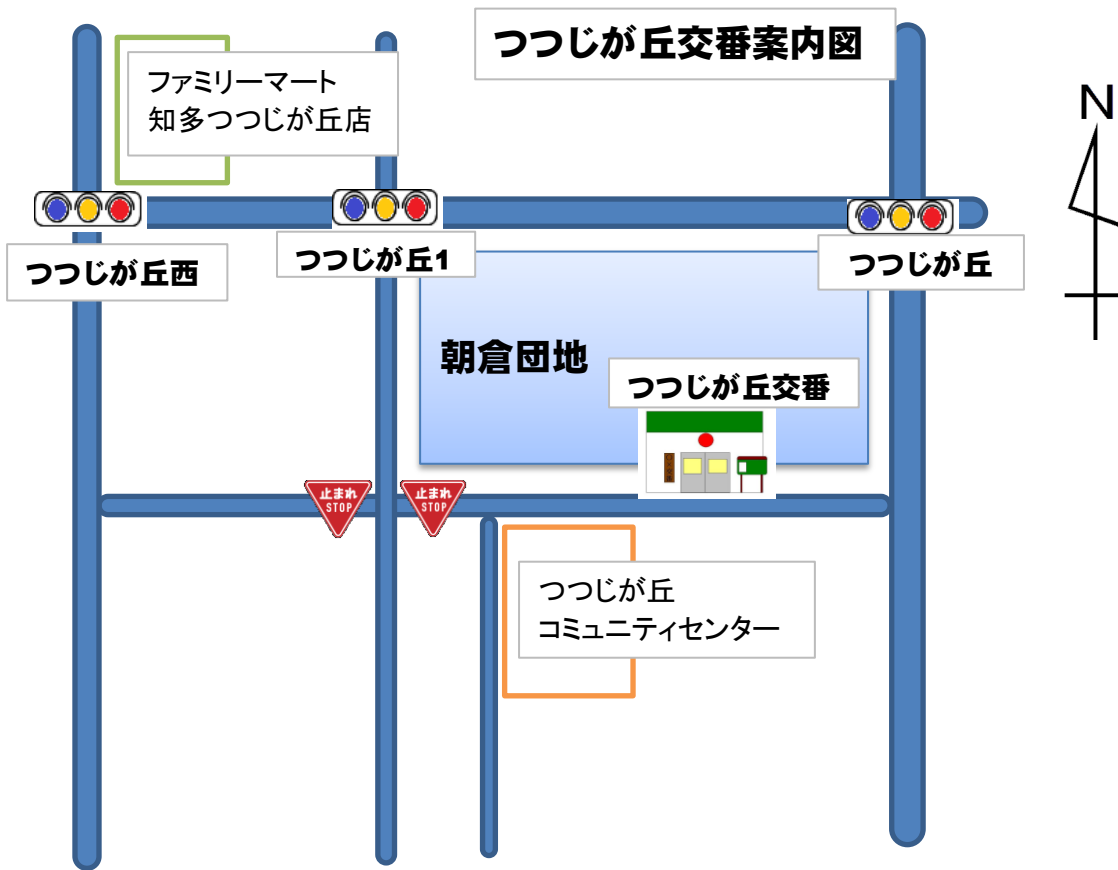 つつじが丘交番案内図
N
ファミリーマート
知多つつじが丘店
つつじが丘西
つつじが丘1
つつじが丘
朝倉団地
つつじが丘交番
止まれ
STOP
止まれ
STOP
つつじが丘
コミュニティセンター